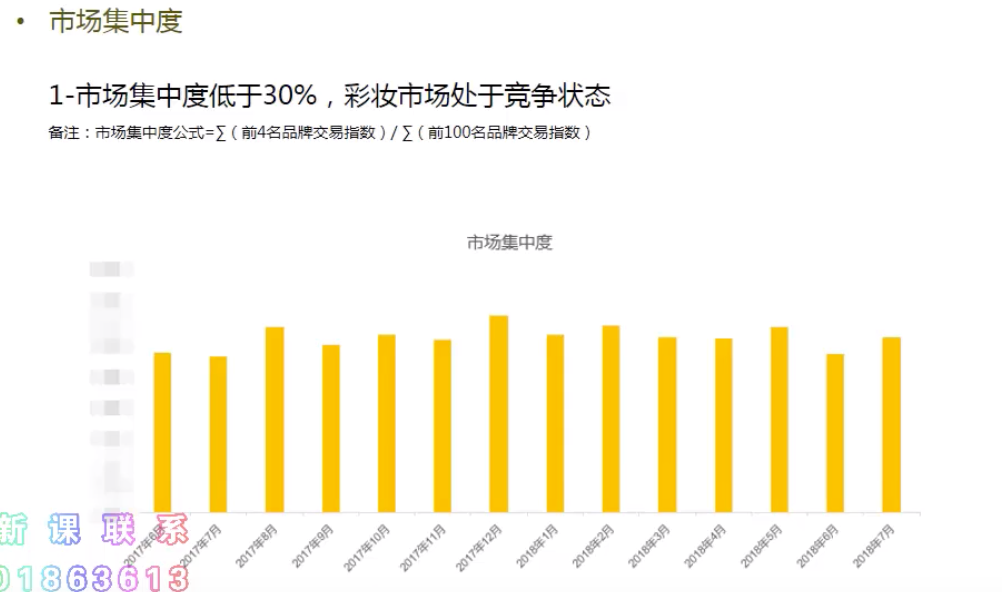 • 市场集中度
1-市场集中度低于30%，彩妆市场处于竞争状态
备注：市场集中度公式=∑（前4名品牌交易指数）/ ∑（前100名品牌交易指数）
市场集中度
2017年6月
2017年7月
2017年8月
2017年9月
2017年10月
2017年11月
2017年12月
2018年1月
2018年2月
2018年3月
2018年4月
2018年5月
2018年6月
2018年7月
新课联系
01863613